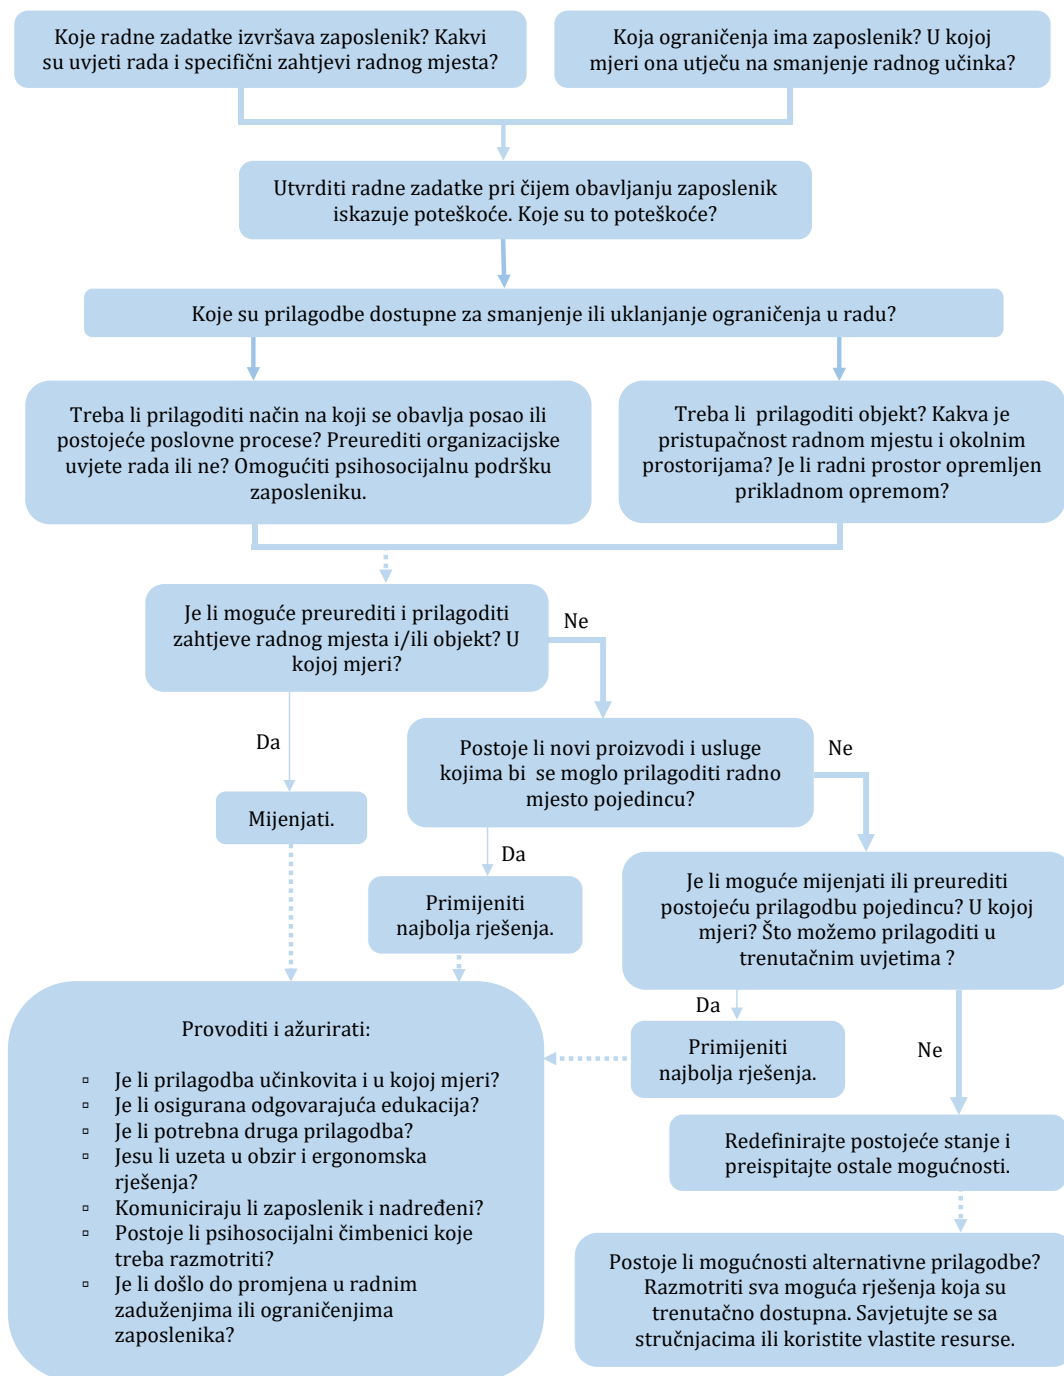 Koje radne zadatke izvršava zaposlenik? Kakvi
su uvjeti rada i specifični zahtjevi radnog mjesta?
Koja ograničenja ima zaposlenik? U kojoj
mjeri ona utječu na smanjenje radnog učinka?
Utvrditi radne zadatke pri čijem obavljanju zaposlenik
iskazuje poteškoće. Koje su to poteškoće?
Koje su prilagodbe dostupne za smanjenje ili uklanjanje ograničenja u radu?
Treba li prilagoditi način na koji se obavlja posao ili
postojeće poslovne procese? Preurediti organizacijske
uvjete rada ili ne? Omogućiti psihosocijalnu podršku
zaposleniku.
Treba li prilagoditi objekt? Kakva je
pristupačnost radnom mjestu i okolnim
prostorijama? Je li radni prostor opremljen
prikladnom opremom?
Je li moguće preurediti i prilagoditi
zahtjeve radnog mjesta i/ili objekt? U
kojoj mjeri?
Ne
Da
Postoje li novi proizvodi i usluge
kojima bi se moglo prilagoditi radno
mjesto pojedincu?
Ne
Mijenjati.
Da
Je li moguće mijenjati ili preurediti
postojeću prilagodbu pojedincu? U kojoj
mjeri? Što možemo prilagoditi u
trenutačnim uvjetima ?
Primijeniti
najbolja rješenja.
Da
Ne
Primijeniti
najbolja rješenja.
Provoditi i ažurirati:
▫ Je li prilagodba učinkovita i u kojoj mjeri?
▫ Je li osigurana odgovarajuća edukacija?
▫ Je li potrebna druga prilagodba?
▫ Jesu li uzeta u obzir i ergonomska
rješenja?
▫ Komuniciraju li zaposlenik i nadređeni?
▫ Postoje li psihosocijalni čimbenici koje
treba razmotriti?
▫ Je li došlo do promjena u radnim
zaduženjima ili ograničenjima
zaposlenika?
Redefinirajte postojeće stanje i
preispitajte ostale mogućnosti.
Postoje li mogućnosti alternativne prilagodbe?
Razmotriti sva moguća rješenja koja su
trenutačno dostupna. Savjetujte se sa
stručnjacima ili koristite vlastite resurse.